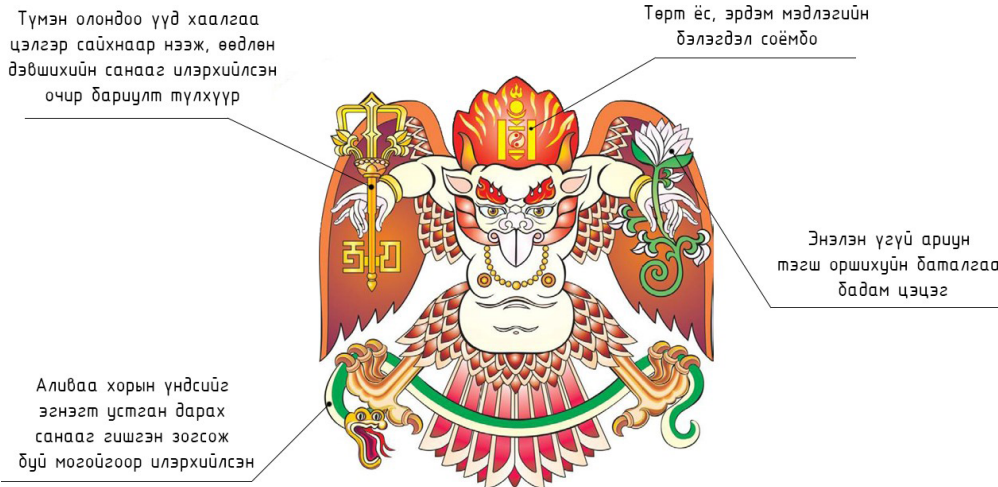 Түмэн олондоо үүд хаалгаа
цэлгэр сайхнаар нээж, өөдлөн
дэвшихийн санааг илэрхийлсэн
очир бариулт түлхүүр
Төрт ёс, эрдэм мэдлэгийн
бэлэгдэл соёмбо
Энэлэн үгүй ариун
тэгш оршихуйн баталгаа
бадам цэцэг
Аливаа хорын үндсийг
эгнэгт устган дарах
санааг гишгэн зогсож
буй могойгоор илэрхийлсэн